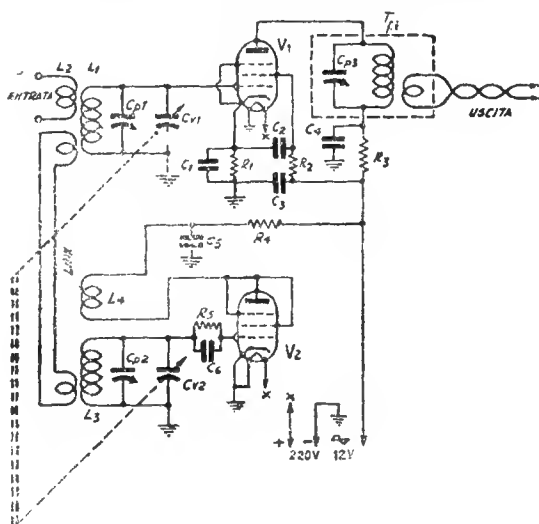 Tfi
V1
L2
L1
Cp3
ENTRATA
Cp1
Cv1
USCITA
C2
C4
C1
R1
R2
R3
C3
x
R4
C5
LINK
L4
R5
V2
C6
Cp2
Cv2
x
x
L3
+
-
220V
12V